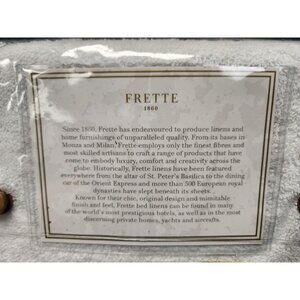 FRETTE
1860
Since 1860, Frette has endeavoured to produce linens and
home furnishings of unparalleled quality. From its bases in
Monza and Milan, Frette employs only the finest fibres and
most skilled artisans to craft a range of products that have
come to embody luxury, comfort and creativity across the
globe. Historically, Frette linens have been featured
everywhere from the altar of St. Peter's Basilica to the dining
car of the Orient Express and more than 500 European royal
dynasties have slept beneath its sheets.
Known for their chic, original design and inimitable
finish and feel, Frette bed linens can be found in many
of the world's most prestigious hotels, as well as in the most
discerning private homes, yachts and aircrafts.